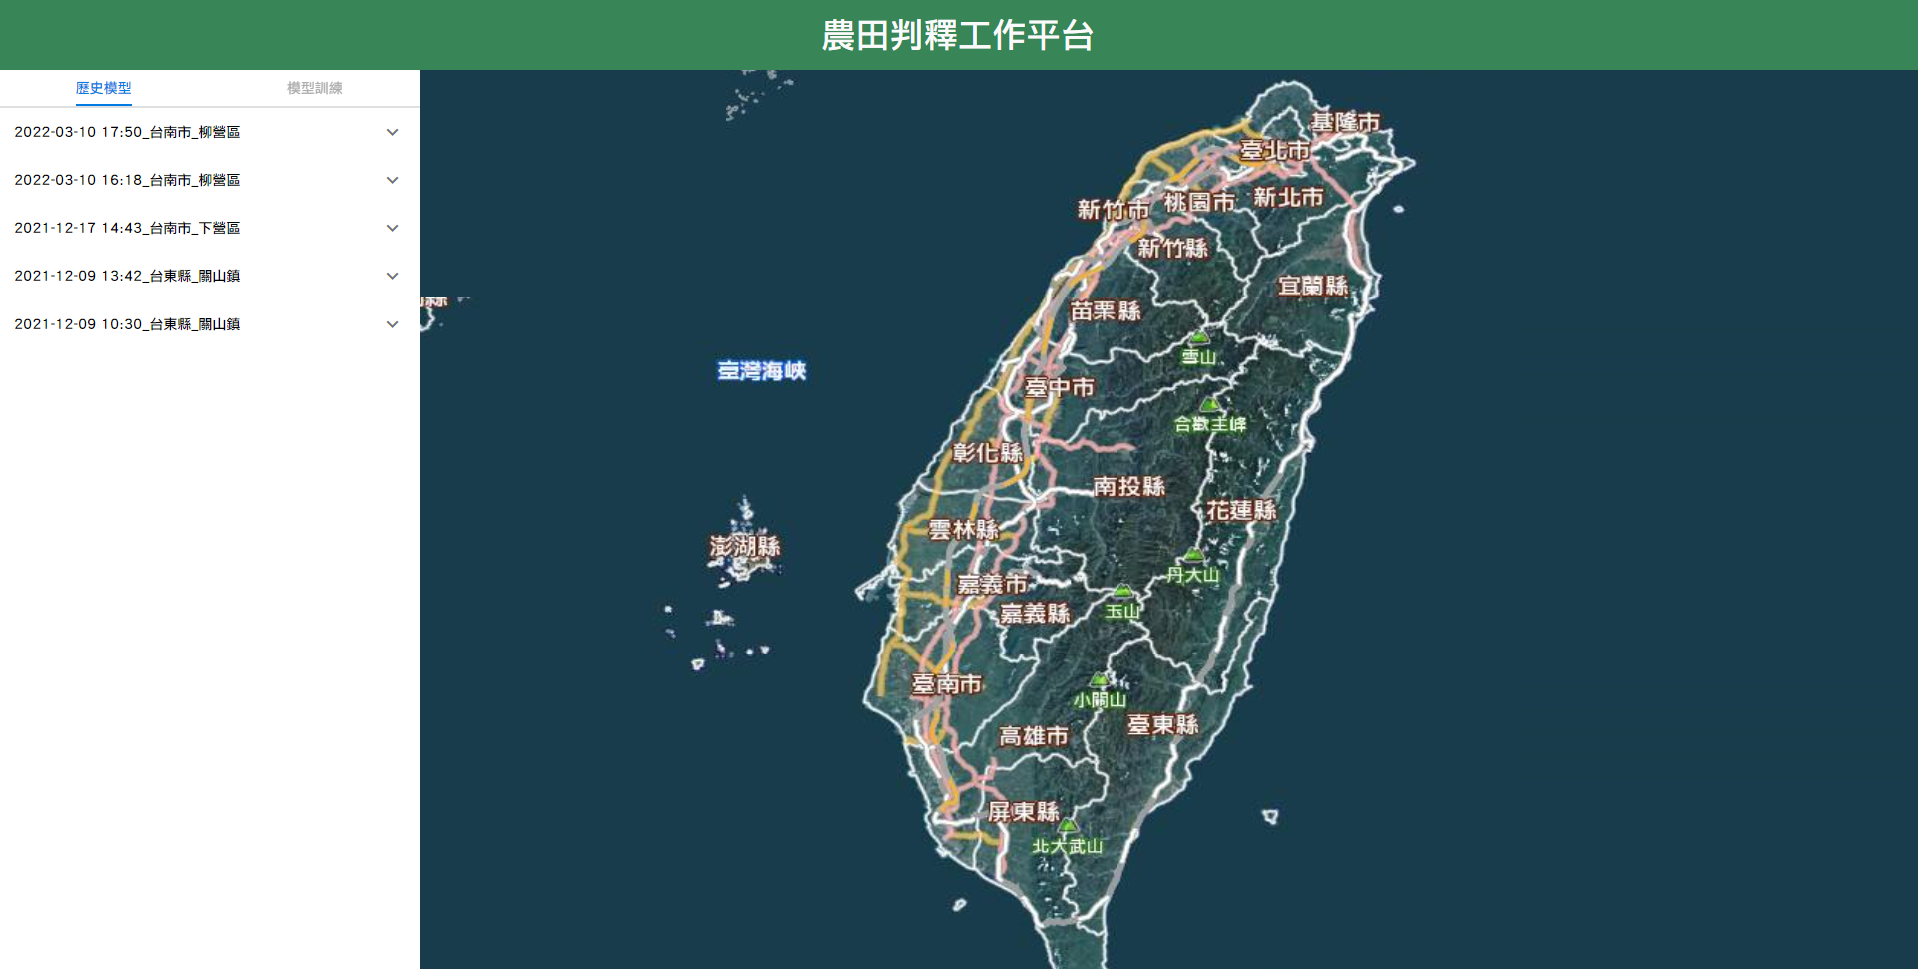 農田判釋工作平台
歷史模型
模型訓練
2022-03-10 17:50_台南市_柳營區
2022-03-10 16:18_台南市_柳營區
2021-12-17 14:43_台南市_下營區
2021-12-09 13:42_台東縣_關山鎮
2021-12-09 10:30_台東縣_關山鎮
基隆市
臺北市
新北市
桃園市
新竹市
新竹縣
宜蘭縣
苗栗縣
雪山
臺灣海峽
臺中市
合歡主峰
彰化縣
南投縣
花蓮縣
雲林縣
澎湖縣
丹大山
嘉義市
玉山
嘉義縣
臺南市
小關山
臺東縣
高雄市
屏東縣
北大武山